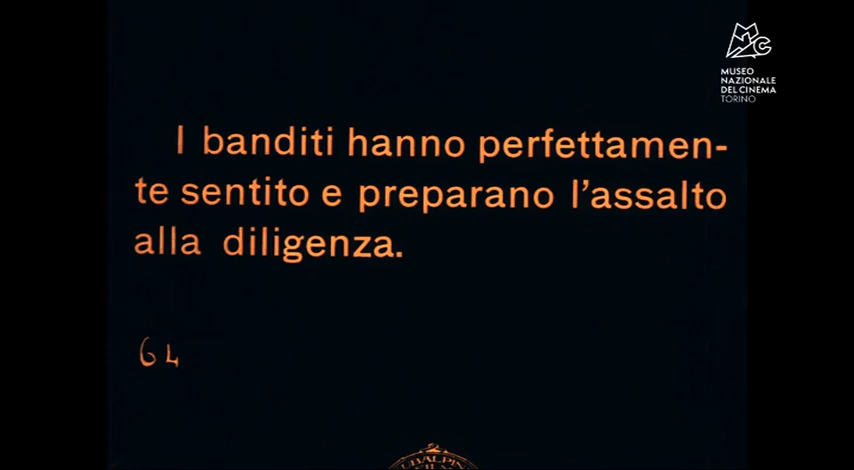 MUSEO
NAZIONALE
DEL CINEMA
TORINO
I banditi hanno perfettamen-
te sentito e preparano l'assalto
alla diligenza.
64